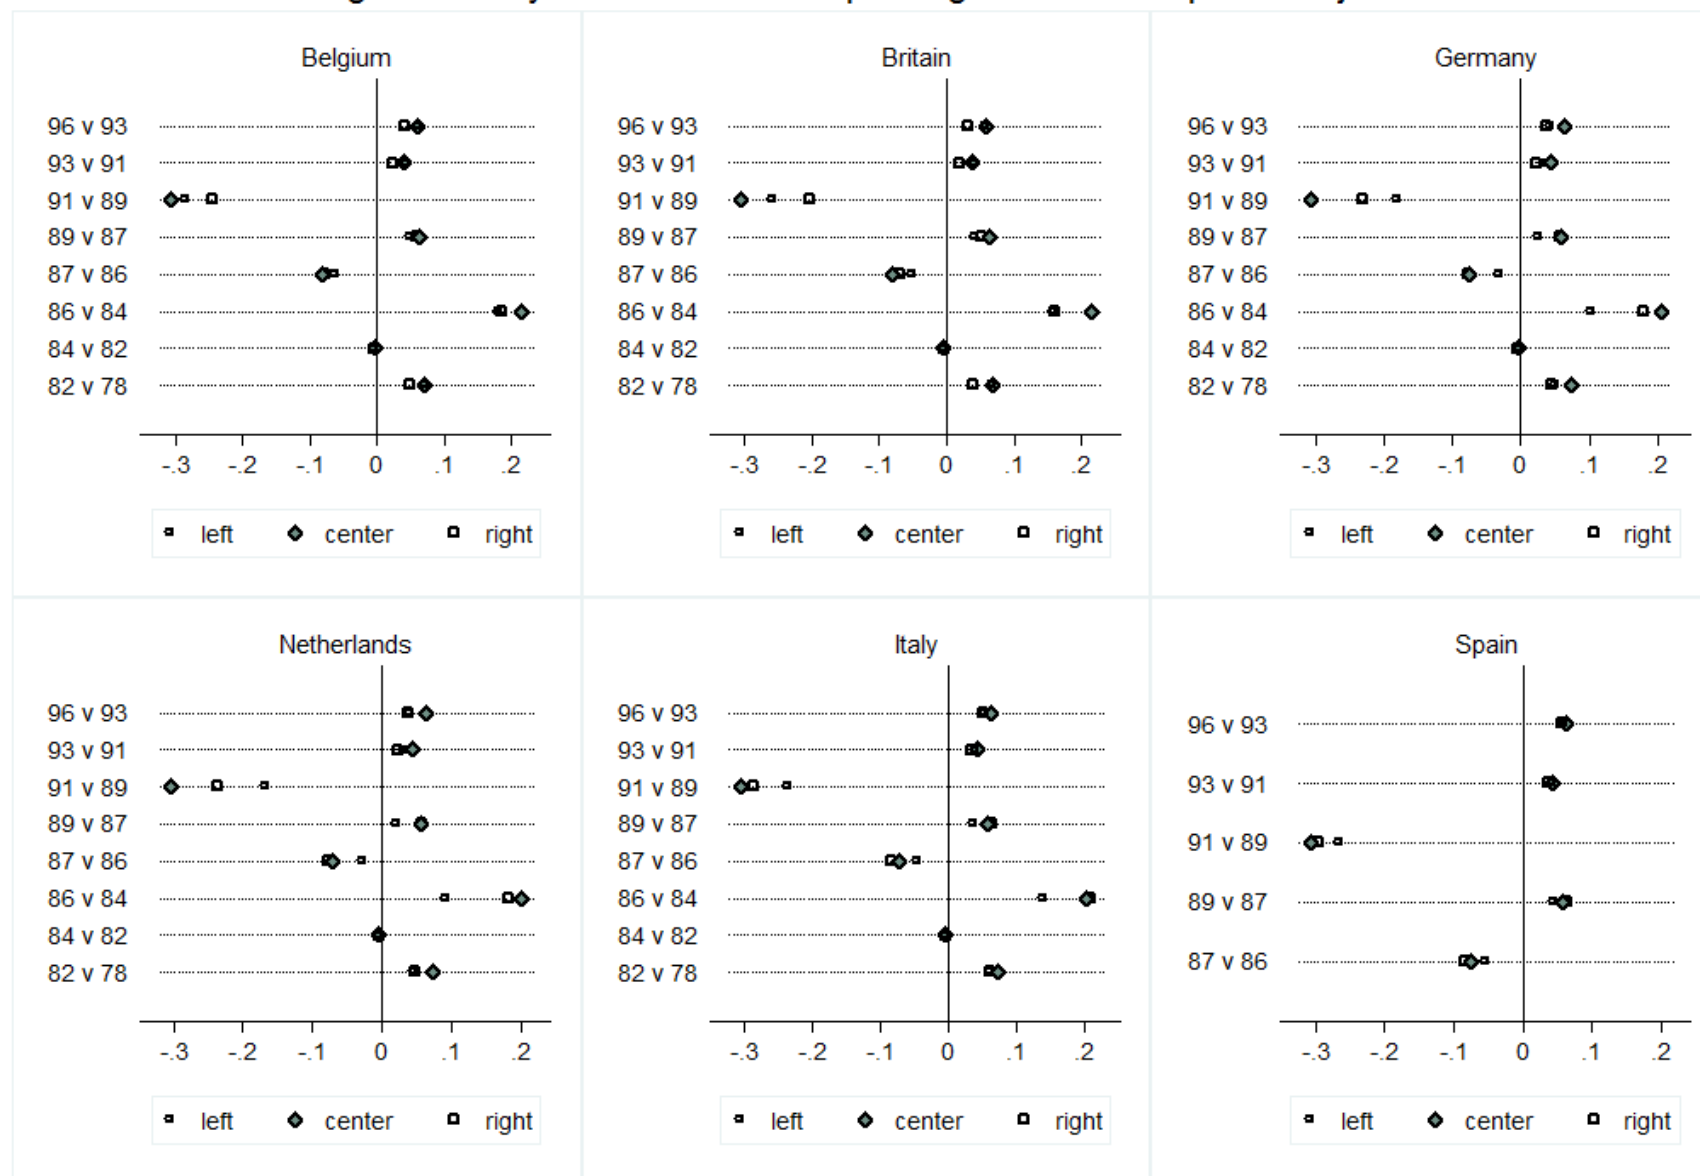 Belgium
96 v 93
93 v 91
91 v 89
89 v 87
87 v 86
86 v 84
84 v 82
82 v 78
-.3 -.2 -.1 0 .1 .2
left center right
Britain
96 v 93
93 v 91
91 v 89
89 v 87
87 v 86
86 v 84
84 v 82
82 v 78
-.3 -.2 -.1 0 .1 .2
left center right
Germany
96 v 93
93 v 91
91 v 89
89 v 87
87 v 86
86 v 84
84 v 82
82 v 78
-.3 -.2 -.1 0 .1 .2
left center right
Netherlands
96 v 93
93 v 91
91 v 89
89 v 87
87 v 86
86 v 84
84 v 82
82 v 78
-.3 -.2 -.1 0 .1 .2
left center right
Italy
96 v 93
93 v 91
91 v 89
89 v 87
87 v 86
86 v 84
84 v 82
82 v 78
-.3 -.2 -.1 0 .1 .2
left center right
Spain
96 v 93
93 v 91
91 v 89
89 v 87
87 v 86
-.3 -.2 -.1 0 .1 .2
left center right